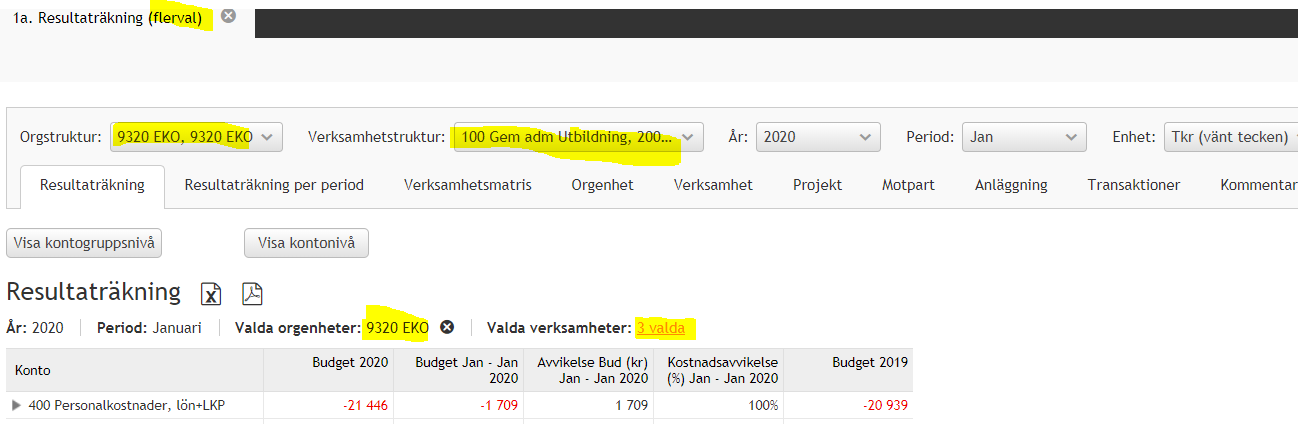 1a. Resultaträkning (flerval)
Orgstruktur: 9320 EKO, 9320 EKO Verksamhetstruktur: 100 Gem adm Utbildning, 200... År: 2020 Period: Jan Enhet: Tkr (vänt tecken)
Resultaträkning Resultaträkning per period Verksamhetsmatris Orgenhet Verksamhet Projekt Motpart Anläggning Transaktioner Kommentar
Visa kontogruppsnivå Visa kontonivå
Resultaträkning
År: 2020 Period: Januari Valda orgenheter: 9320 EKO Valda verksamheter: 3 valda
Konto Budget 2020 Budget Jan - Jan 2020 Avvikelse Bud (kr) Jan - Jan 2020 Kostnadsavvikelse (%) Jan - Jan 2020 Budget 2019
400 Personalkostnader, lön+LKP -21 446 -1 709 1 709 100% -20 939